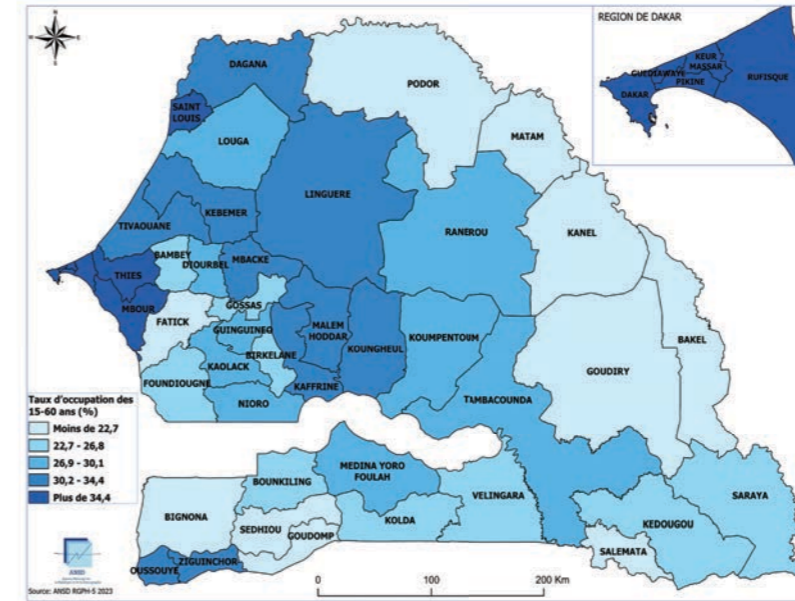 REGION DE DAKAR
KEUR
MASSAR
GUEDIAWAYE
PIKINE
RUFISQUE
DAKAR
DAGANA
PODOR
SAINT
LOUIS
MATAM
LOUGA
LINGUERE
KEBEMER
TIVAOUANE
RANEROU
KANEL
BAMBEY
DIOURBEL
MBACKE
THIES
MBOUR
GOSSAS
FATICK
GUINGUINEO
MALEM
HODDAR
KOUNGHEUL
KOUMPENTOUM
BAKEL
BIRKELANE
GOUDIRY
KAOLACK
FOUNDIOUGNE
KAFFRINE
NIORO
TAMBACOUNDA
Taux d'occupation des
15-60 ans (%)
Moins de 22,7
22,7 - 26,8
26,9 - 30,1
30,2 - 34,4
Plus de 34,4
MEDINA YORO
FOULAH
BOUNKILING
VELINGARA
SARAYA
BIGNONA
KOLDA
KEDOUGOU
SEDHIOU
GOUDOMP
SALEMATA
ZIGUINCHOR
OUSSOUYE
ANSD
Source: ANSD RGPH-5 2023
0 100 200 Km